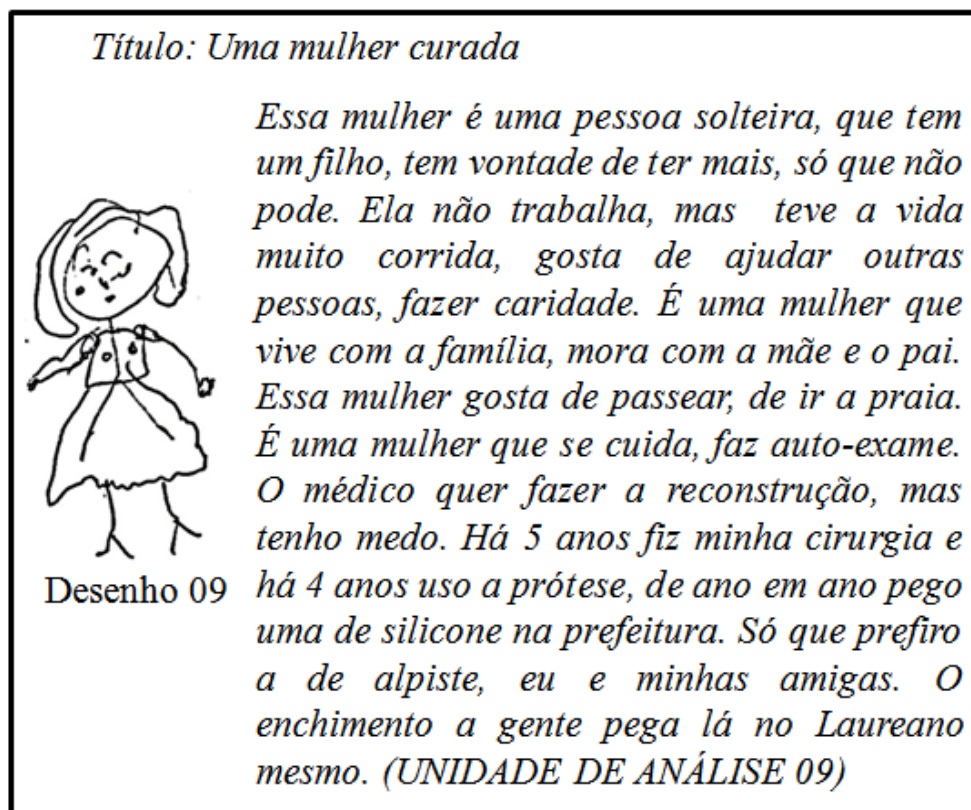 Título: Uma mulher curada
Essa mulher é uma pessoa solteira, que tem
um filho, tem vontade de ter mais, só que não
pode. Ela não trabalha, mas teve a vida
muito corrida, gosta de ajudar outras
pessoas, fazer caridade. É uma mulher que
vive com a família, mora com a mãe e o pai.
Essa mulher gosta de passear, de ir a praia.
É uma mulher que se cuida, faz auto-exame.
O médico quer fazer a reconstrução, mas
tenho medo. Há 5 anos fiz minha cirurgia e
há 4 anos uso a prótese, de ano em ano pego
uma de silicone na prefeitura. Só que prefiro
a de alpiste, eu e minhas amigas. O
enchimento a gente pega lá no Laureano
mesmo. (UNIDADE DE ANÁLISE 09)
Desenho 09